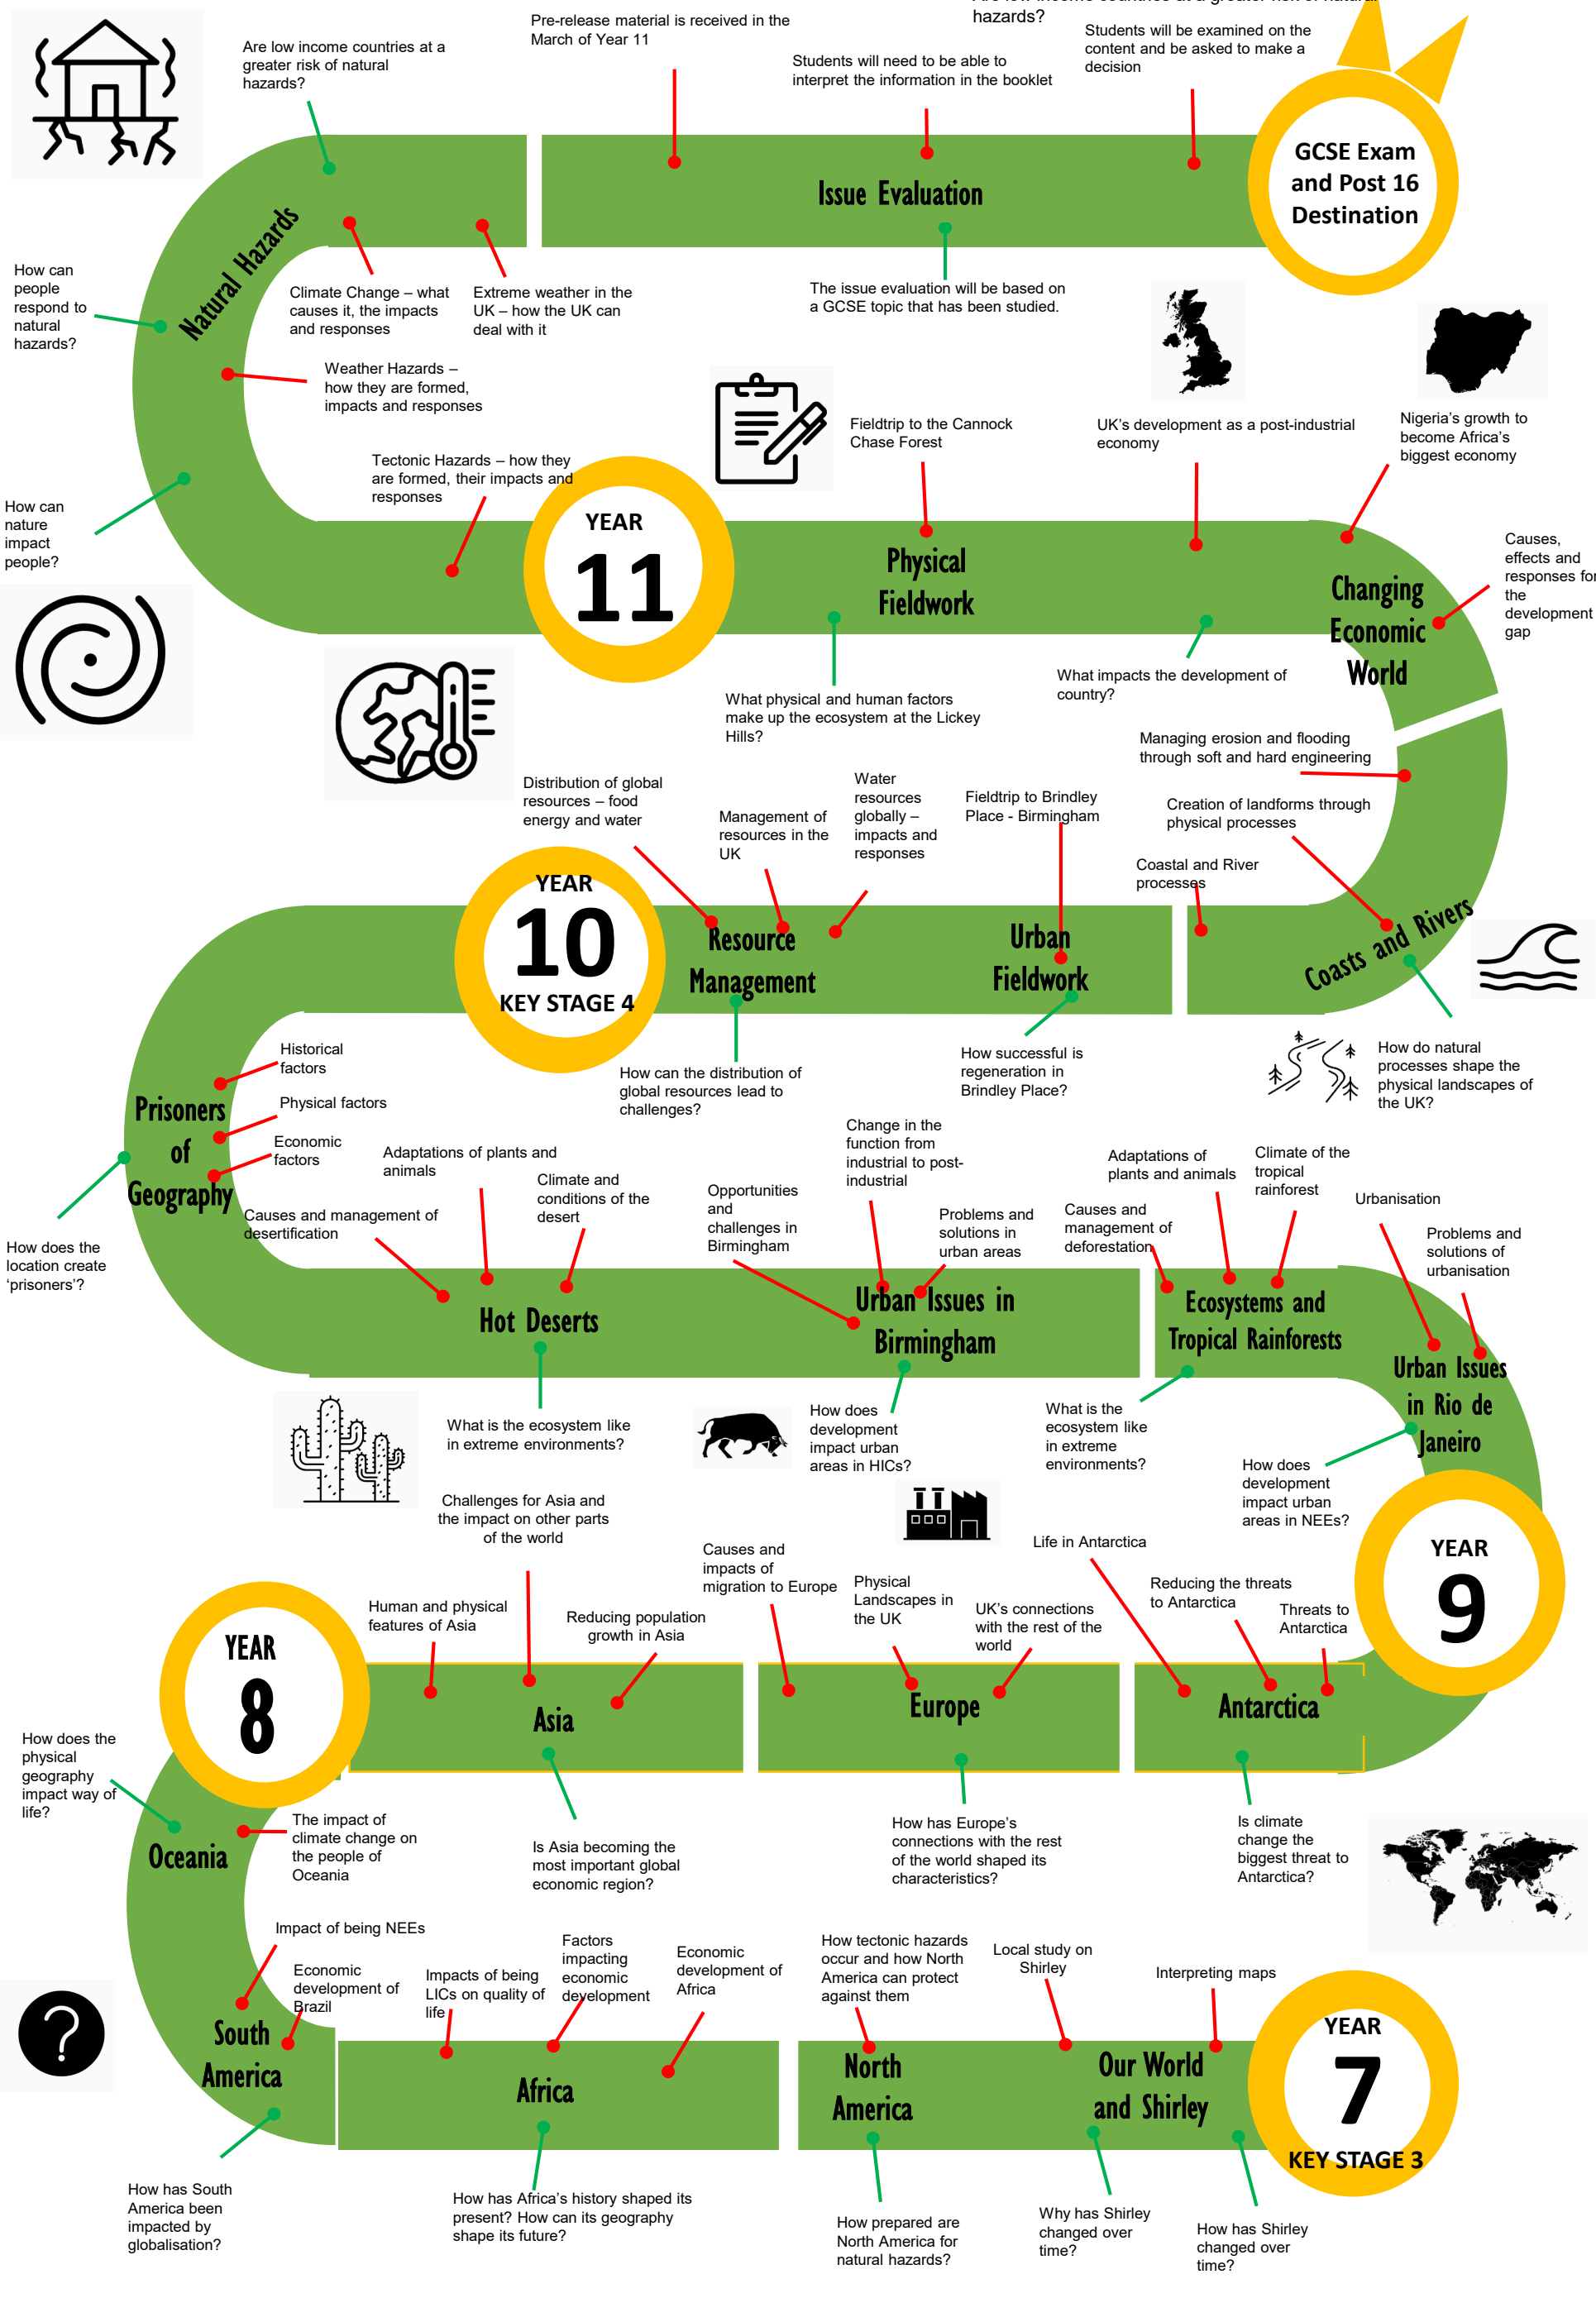 Are low income countries at a greater risk of natural
hazards?
Pre-release material is received in the
March of Year 11
Students will be examined on the
content and be asked to make a
decision
Are low income countries at a
greater risk of natural
hazards?
Students will need to be able to
interpret the information in the booklet
GCSE Exam
and Post 16
Destination
Issue Evaluation
Natural Hazards
How can
people
respond to
natural
hazards?
Climate Change – what
causes it, the impacts
and responses
Extreme weather in the
UK – how the UK can
deal with it
The issue evaluation will be based on
a GCSE topic that has been studied.
Weather Hazards –
how they are formed,
impacts and responses
Fieldtrip to the Cannock
Chase Forest
UK's development as a post-industrial
economy
Nigeria's growth to
become Africa's
biggest economy
Tectonic Hazards – how they
are formed, their impacts and
responses
How can
nature
impact
people?
YEAR
11
Physical
Fieldwork
Changing
Economic
World
Causes,
effects and
responses for
the
development
gap
What physical and human factors
make up the ecosystem at the Lickey
Hills?
What impacts the development of
country?
Managing erosion and flooding
through soft and hard engineering
Distribution of global
resources – food
energy and water
Management of
resources in the
UK
Water
resources
globally –
impacts and
responses
Fieldtrip to Brindley
Place - Birmingham
Creation of landforms through
physical processes
Coastal and River
processes
YEAR
10
KEY STAGE 4
Resource
Management
Urban
Fieldwork
Coasts and Rivers
Historical
factors
Physical factors
Economic
factors
Prisoners
of
Geography
How can the distribution of
global resources lead to
challenges?
How successful is
regeneration in
Brindley Place?
How do natural
processes shape the
physical landscapes of
the UK?
How does the
location create
‘prisoners’?
Causes and management of
desertification
Adaptations of plants and
animals
Climate and
conditions of the
desert
Opportunities
and
challenges in
Birmingham
Change in the
function from
industrial to post-
industrial
Problems and
solutions in
urban areas
Causes and
management of
deforestation
Adaptations of
plants and animals
Climate of the
tropical
rainforest
Urbanisation
Problems and
solutions of
urbanisation
Hot Deserts
Urban Issues in
Birmingham
Ecosystems and
Tropical Rainforests
Urban Issues
in Rio de
Janeiro
What is the ecosystem like
in extreme environments?
How does
development
impact urban
areas in HICs?
What is the
ecosystem like
in extreme
environments?
How does
development
impact urban
areas in NEEs?
YEAR
9
Challenges for Asia and
the impact on other parts
of the world
Human and physical
features of Asia
Reducing population
growth in Asia
Causes and
impacts of
migration to Europe
Physical
Landscapes in
the UK
UK's connections
with the rest of the
world
Life in Antarctica
Reducing the threats
to Antarctica
Threats to
Antarctica
YEAR
8
Asia
Europe
Antarctica
How does the
physical
geography
impact way of
life?
Oceania
The impact of
climate change on
the people of
Oceania
Is Asia becoming the
most important global
economic region?
How has Europe's
connections with the rest
of the world shaped its
characteristics?
Is climate
change the
biggest threat to
Antarctica?
Impact of being NEEs
Economic
development of
Brazil
Impacts of being
LICs on quality of
life
Factors
impacting
economic
development
Economic
development of
Africa
How tectonic hazards
occur and how North
America can protect
against them
Local study on
Shirley
Interpreting maps
South
America
Africa
North
America
Our World
and Shirley
YEAR
7
KEY STAGE 3
How has South
America been
impacted by
globalisation?
How has Africa's history shaped its
present? How can its geography
shape its future?
How prepared are
North America for
natural hazards?
Why has Shirley
changed over
time?
How has Shirley
changed over
time?